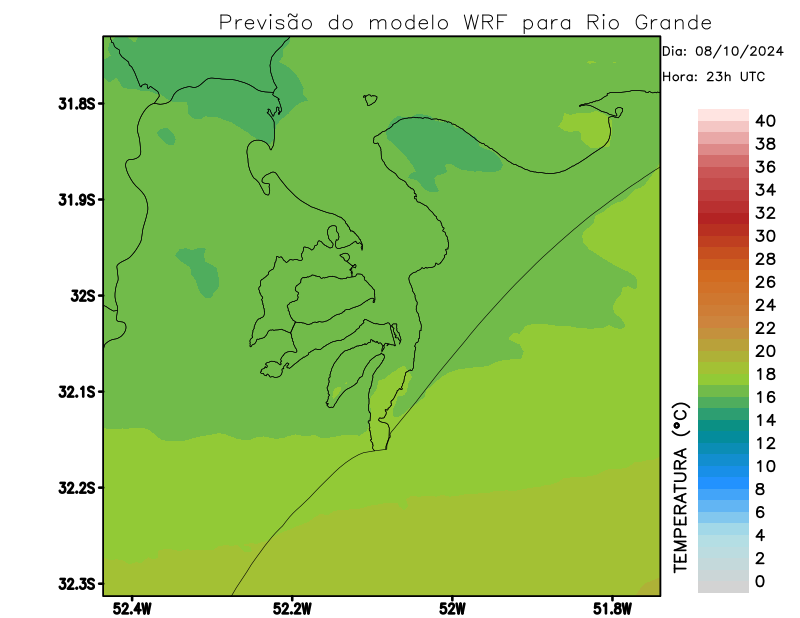 Previsão do modelo WRF para Rio Grande
Dia: 08/10/2024
Hora: 23h UTC
31.8S
31.9S
32S
32.1S
32.2S
32.3S
52.4W
52.2W
52W
51.8W
TEMPERATURA (°C)
40
38
36
34
32
30
28
26
24
22
20
18
16
14
12
10
8
6
4
2
0